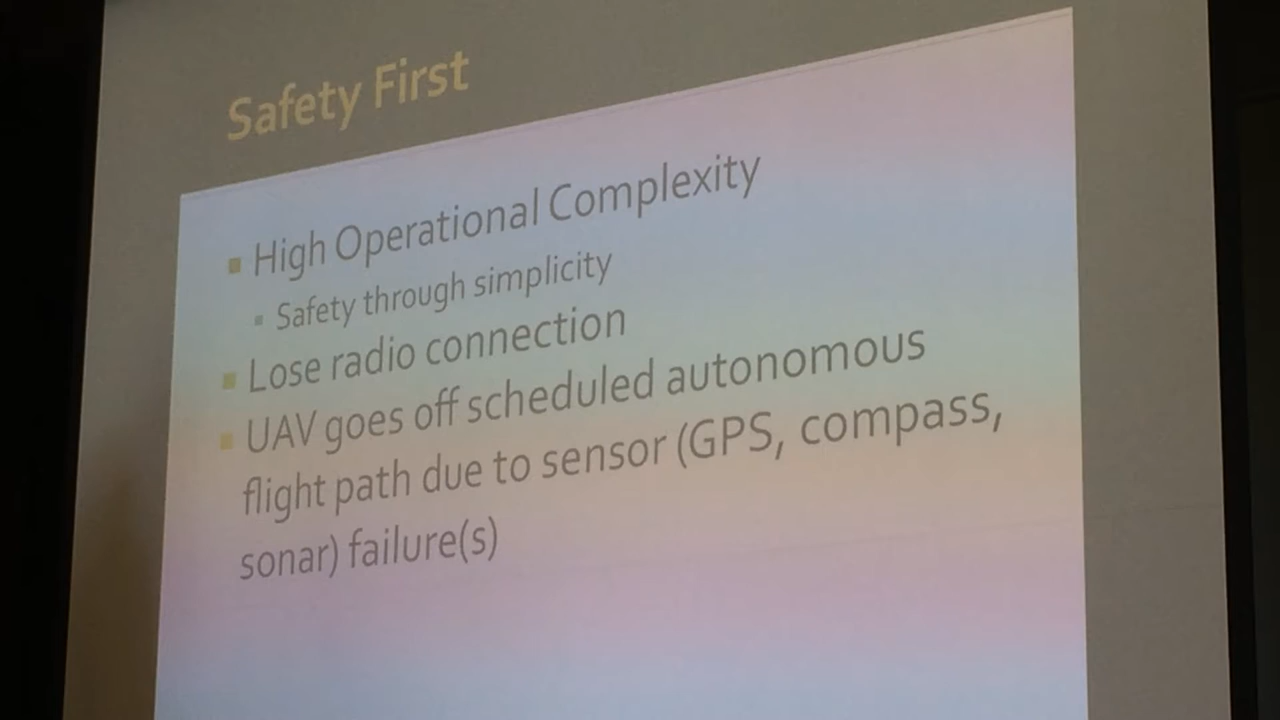 Safety First
High Operational Complexity
Safety through simplicity
Lose radio connection
UAV goes off scheduled autonomous
flight path due to sensor (GPS, compass,
sonar) failure(s)